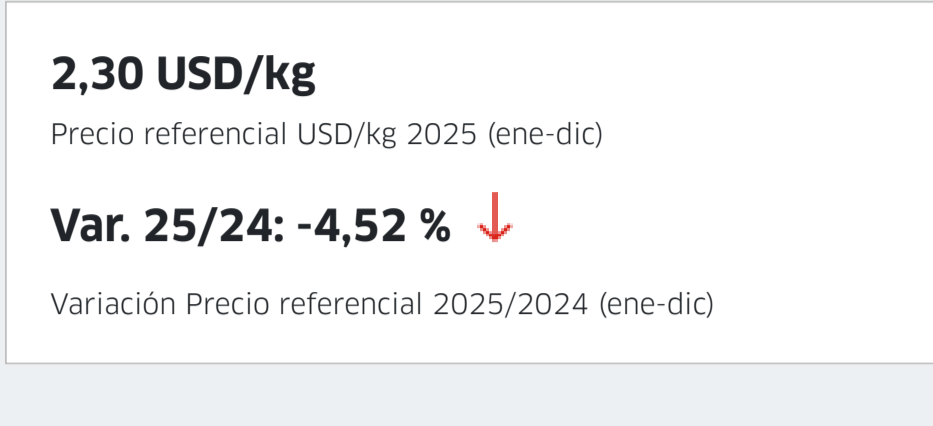 2,30 USD/kg
Precio referencial USD/kg 2025 (ene-dic)
Var. 25/24: -4,52 %
Variación Precio referencial 2025/2024 (ene-dic)